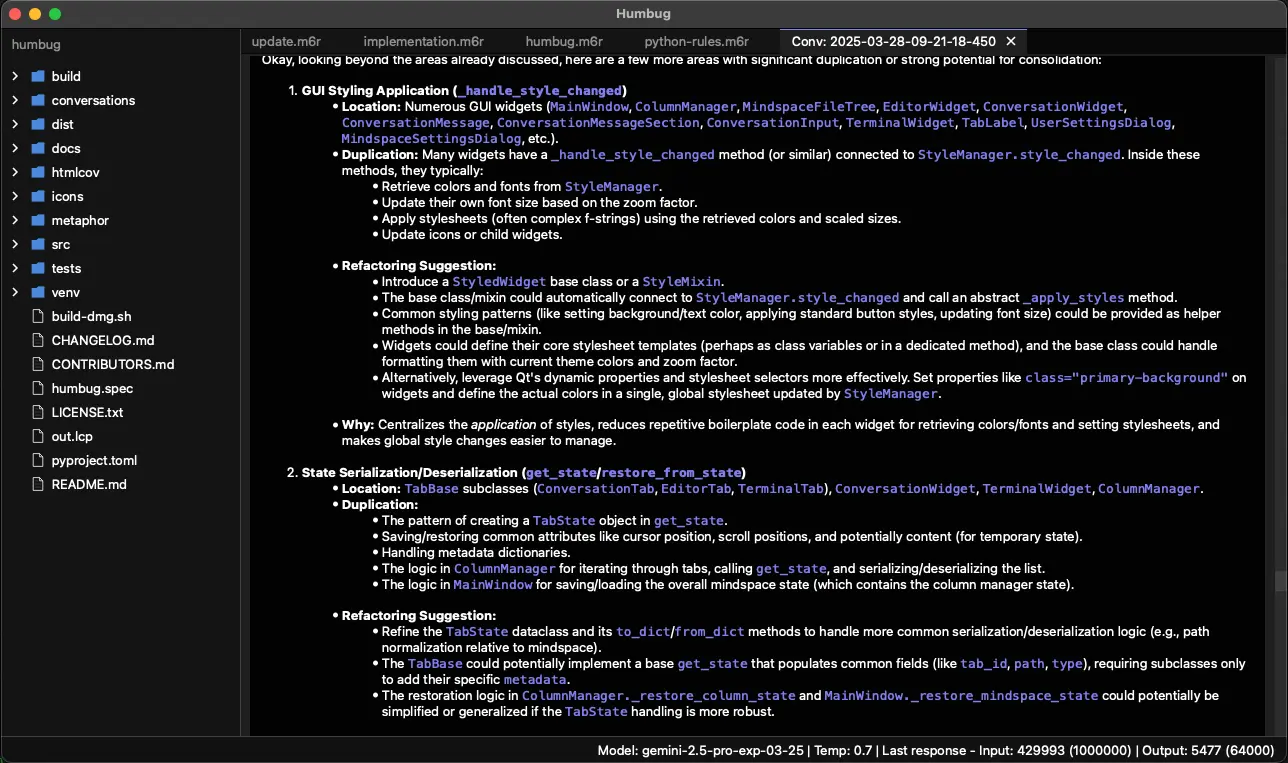 Humbug
humbug
update.m6r
implementation.m6r
humbug.m6r
python-rules.m6r
Conv: 2025-03-28-09-21-18-450 ✕
build
conversations
dist
docs
htmlcov
icons
metaphor
src
tests
venv
build-dmg.sh
CHANGELOG.md
CONTRIBUTORS.md
humbug.spec
LICENSE.txt
out.lcp
pyproject.toml
README.md
Okay, looking beyond the areas already discussed, here are a few more areas with significant duplication or strong potential for consolidation:
1. GUI Styling Application (_handle_style_changed)
• Location: Numerous GUI widgets (MainWindow, ColumnManager, MindspaceFileTree, EditorWidget, ConversationWidget,
ConversationMessage, ConversationMessageSection, ConversationInput, TerminalWidget, TabLabel, UserSettingsDialog,
MindspaceSettingsDialog, etc.).
• Duplication: Many widgets have a _handle_style_changed method (or similar) connected to StyleManager.style_changed. Inside these
methods, they typically:
• Retrieve colors and fonts from StyleManager.
• Update their own font size based on the zoom factor.
• Apply stylesheets (often complex f-strings) using the retrieved colors and scaled sizes.
• Update icons or child widgets.
• Refactoring Suggestion:
• Introduce a StyledWidget base class or a StyleMixin.
• The base class/mixin could automatically connect to StyleManager.style_changed and call an abstract _apply_styles method.
• Common styling patterns (like setting background/text color, applying standard button styles, updating font size) could be provided as helper
methods in the base/mixin.
• Widgets could define their core stylesheet templates (perhaps as class variables or in a dedicated method), and the base class could handle
formatting them with current theme colors and zoom factor.
• Alternatively, leverage Qt's dynamic properties and stylesheet selectors more effectively. Set properties like class="primary-background" on
widgets and define the actual colors in a single, global stylesheet updated by StyleManager.
• Why: Centralizes the application of styles, reduces repetitive boilerplate code in each widget for retrieving colors/fonts and setting stylesheets, and
makes global style changes easier to manage.
2. State Serialization/Deserialization (get_state/restore_from_state)
• Location: TabBase subclasses (ConversationTab, EditorTab, TerminalTab), ConversationWidget, TerminalWidget, ColumnManager.
• Duplication:
• The pattern of creating a TabState object in get_state.
• Saving/restoring common attributes like cursor position, scroll positions, and potentially content (for temporary state).
• Handling metadata dictionaries.
• The logic in ColumnManager for iterating through tabs, calling get_state, and serializing/deserializing the list.
• The logic in MainWindow for saving/loading the overall mindspace state (which contains the column manager state).
• Refactoring Suggestion:
• Refine the TabState dataclass and its to_dict/from_dict methods to handle more common serialization/deserialization logic (e.g., path
normalization relative to mindspace).
• The TabBase could potentially implement a base get_state that populates common fields (like tab_id, path, type), requiring subclasses only
to add their specific metadata.
• The restoration logic in ColumnManager._restore_column_state and MainWindow._restore_mindspace_state could potentially be
simplified or generalized if the TabState handling is more robust.
Model: gemini-2.5-pro-exp-03-25 | Temp: 0.7 | Last response - Input: 429993 (1000000) | Output: 5477 (64000)